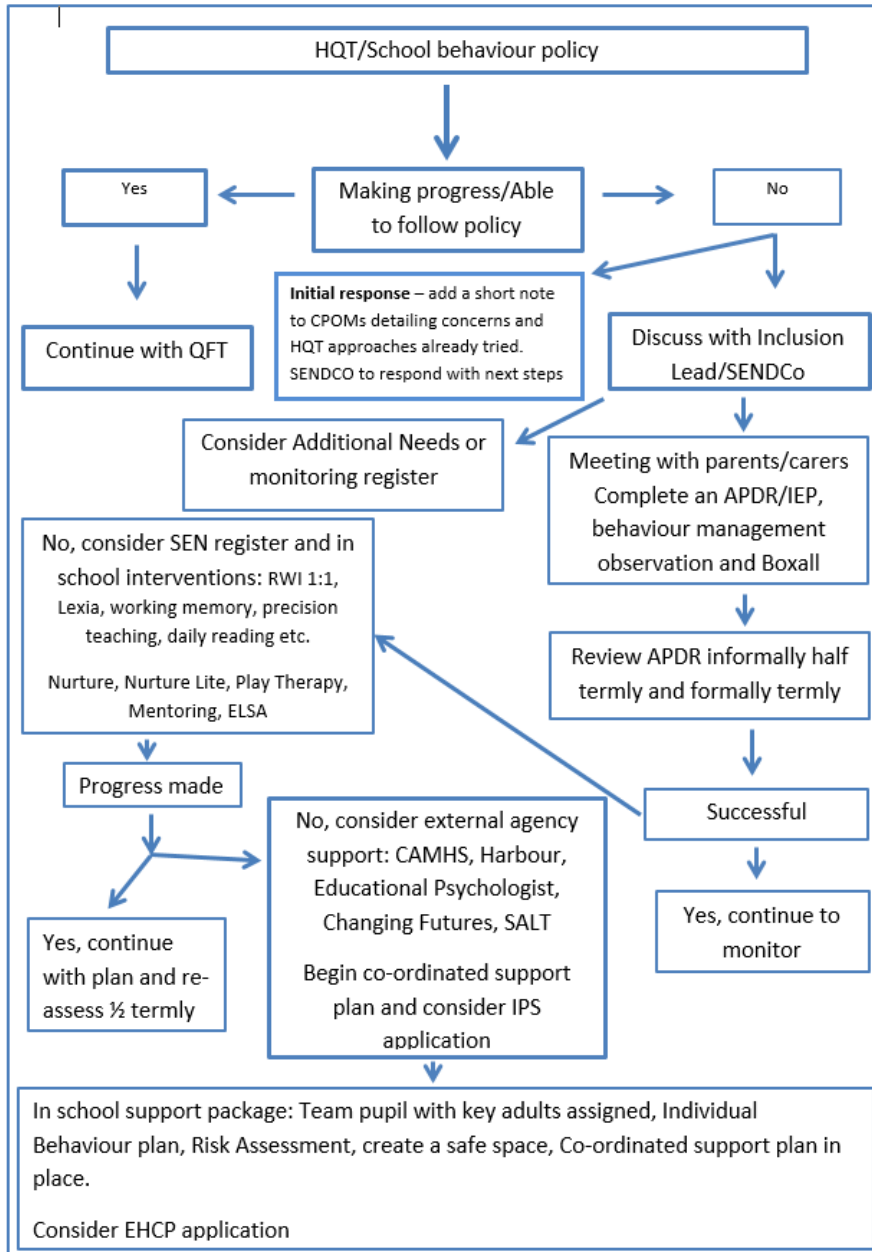 HQT/School behaviour policy
Yes
Making progress/Able
to follow policy
No
Initial response – add a short note
to CPOMs detailing concerns and
HQT approaches already tried.
SENDCO to respond with next steps
Continue with QFT
Discuss with Inclusion
Lead/SENDCo
Consider Additional Needs or
monitoring register
Meeting with parents/carers
Complete an APDR/IEP,
behaviour management
observation and Boxall
No, consider SEN register and in
school interventions: RWI 1:1,
Lexia, working memory, precision
teaching, daily reading etc.
Nurture, Nurture Lite, Play Therapy,
Mentoring, ELSA
Review APDR informally half
termly and formally termly
Progress made
Successful
No, consider external agency
support: CAMHS, Harbour,
Educational Psychologist,
Changing Futures, SALT
Begin co-ordinated support
plan and consider IPS
application
Yes, continue to
monitor
Yes, continue
with plan and re-
assess ½ termly
In school support package: Team pupil with key adults assigned, Individual
Behaviour plan, Risk Assessment, create a safe space, Co-ordinated support plan in
place.
Consider EHCP application